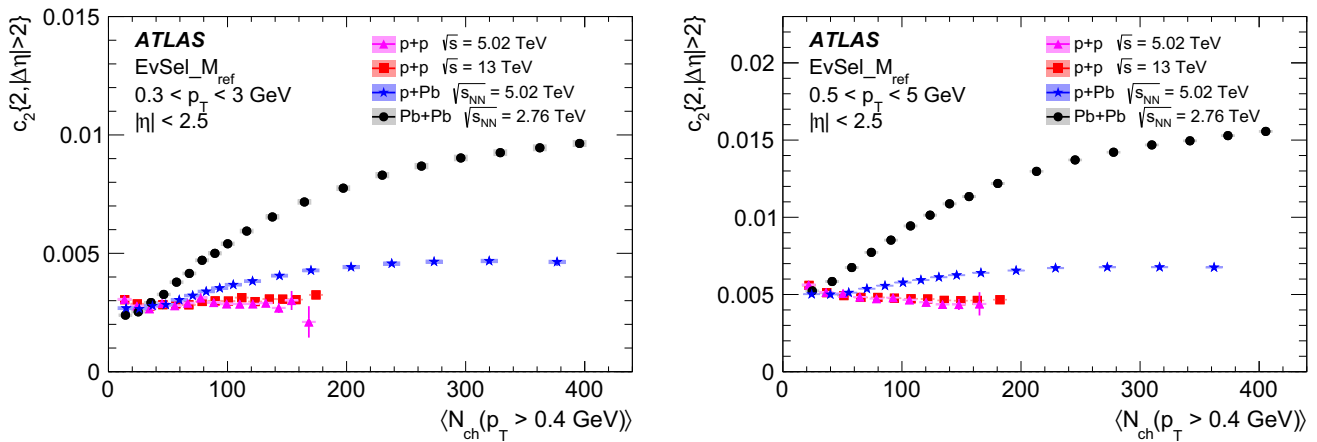 c₂{2,|Δη|>2}
0.015
0.01
0.005
0
ATLAS
EvSel_M_ref
0.3 < p_T < 3 GeV
|η| < 2.5
p+p √s = 5.02 TeV
p+p √s = 13 TeV
p+Pb √s_NN = 5.02 TeV
Pb+Pb √s_NN = 2.76 TeV
0 100 200 300 400
⟨N_ch(p_T > 0.4 GeV)⟩
c₂{2,|Δη|>2}
0.02
0.015
0.01
0.005
0
ATLAS
EvSel_M_ref
0.5 < p_T < 5 GeV
|η| < 2.5
p+p √s = 5.02 TeV
p+p √s = 13 TeV
p+Pb √s_NN = 5.02 TeV
Pb+Pb √s_NN = 2.76 TeV
0 100 200 300 400
⟨N_ch(p_T > 0.4 GeV)⟩